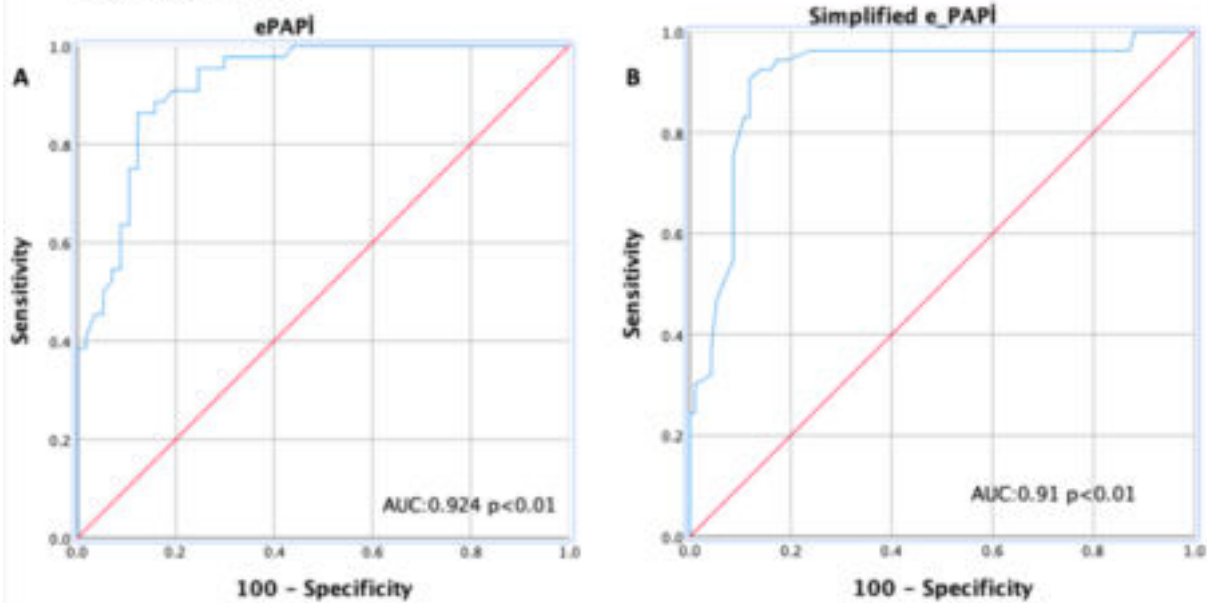 ePAPİ
A
1.0
0.8
0.6
0.4
0.2
0.0
Sensitivity
AUC:0.924 p<0.01
0.0 0.2 0.4 0.6 0.8 1.0
100 - Specificity
Simplified e_PAPİ
B
1.0
0.8
0.6
0.4
0.2
0.0
Sensitivity
AUC:0.91 p<0.01
0.0 0.2 0.4 0.6 0.8 1.0
100 - Specificity